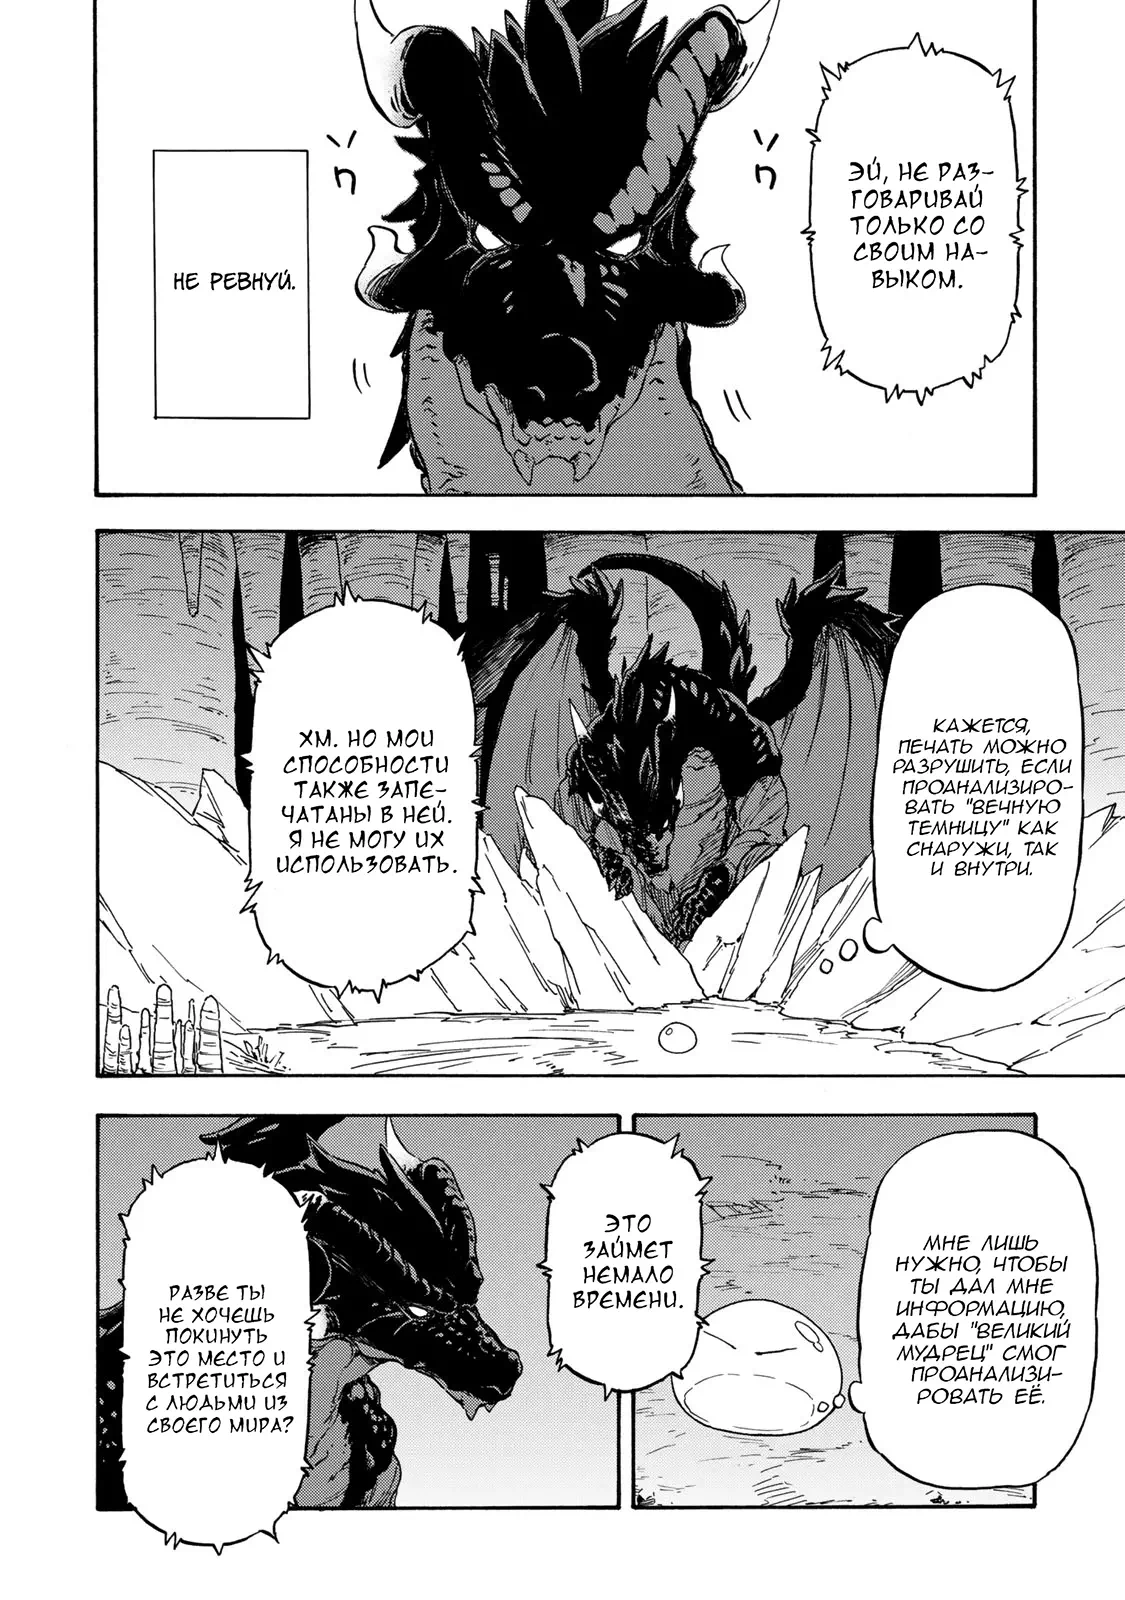 ЭЙ, НЕ РАЗ-
ГОВАРИВАЙ
ТОЛЬКО СО
СВОИМ НА-
ВЫКОМ.
НЕ РЕВНУЙ.
КАЖЕТСЯ,
ПЕЧАТЬ МОЖНО
РАЗРУШИТЬ, ЕСЛИ
ПРОАНАЛИЗИРО-
ВАТЬ "ВЕЧНУЮ
ТЕМНИЦУ" КАК
СНАРУЖИ, ТАК
И ВНУТРИ.
ХМ. НО МОИ
СПОСОБНОСТИ
ТАКЖЕ ЗАПЕ-
ЧАТАНЫ В НЕЙ.
Я НЕ МОГУ ИХ
ИСПОЛЬЗОВАТЬ.
МНЕ ЛИШЬ
НУЖНО, ЧТОБЫ
ТЫ ДАЛ МНЕ
ИНФОРМАЦИЮ,
ДАБЫ "ВЕЛИКИЙ
МУДРЕЦ" СМОГ
ПРОАНАЛИЗИ-
РОВАТЬ ЕЁ.
ЭТО
ЗАЙМЕТ
НЕМАЛО
ВРЕМЕНИ.
РАЗВЕ ТЫ
НЕ ХОЧЕШЬ
ПОКИНУТЬ
ЭТО МЕСТО И
ВСТРЕТИТЬСЯ
С ЛЮДЬМИ ИЗ
СВОЕГО МИРА?